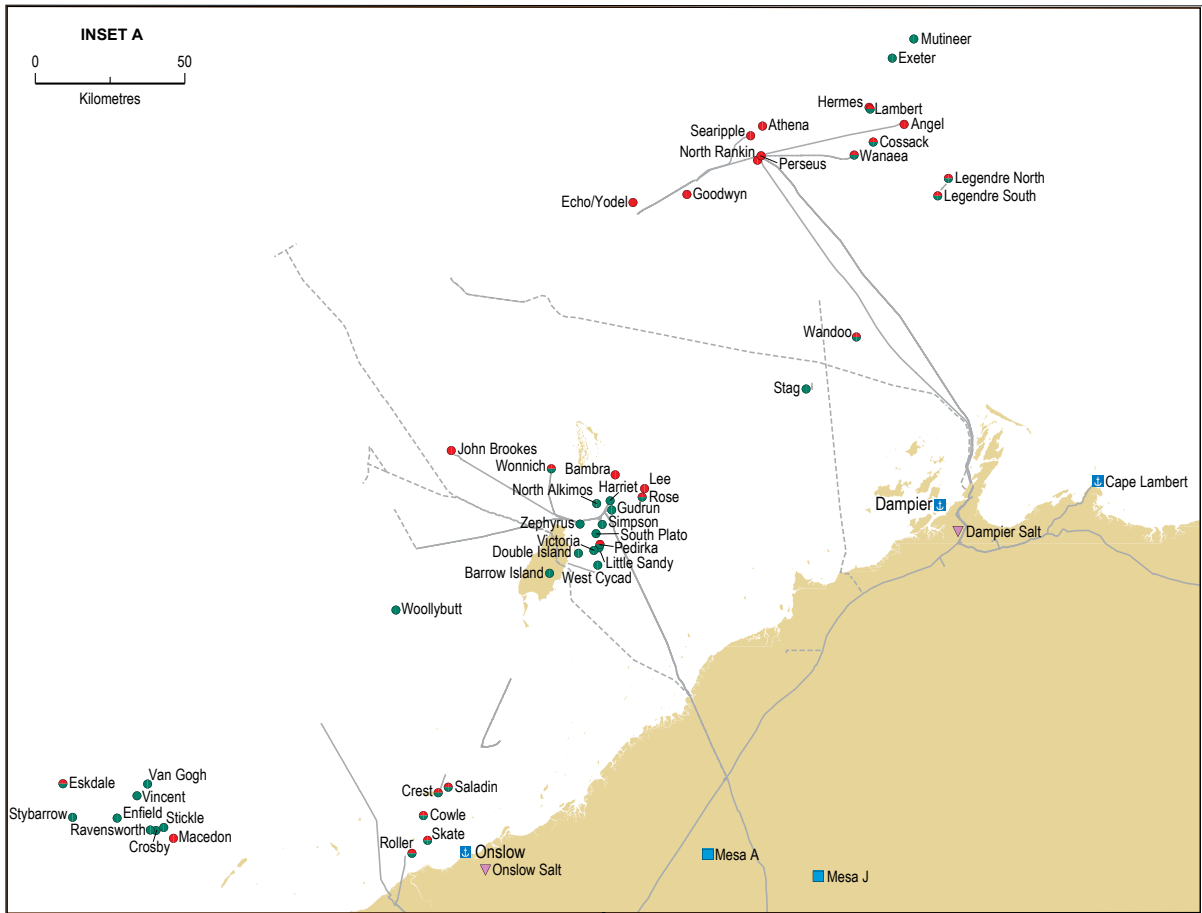 INSET A
0 50
Kilometres
Mutineer
Exeter
Hermes
Lambert
Athena
Angel
Searipple
Cossack
North Rankin
Perseus
Wanaea
Legendre North
Echo/Yodel
Goodwyn
Legendre South
Wandoo
Stag
John Brookes
Wonnich
Bambra
Lee
Harriet
Rose
North Alkimos
Gudrun
Cape Lambert
Dampier
Zephyrus
Simpson
South Plato
Dampier Salt
Victoria
Pedirka
Double Island
Little Sandy
Barrow Island
West Cycad
Woollybutt
Van Gogh
Eskdale
Vincent
Saladin
Crest
Stybarrow
Enfield
Stickle
Cowle
Ravensworth
Macedon
Crosby
Skate
Roller
Onslow
Onslow Salt
Mesa A
Mesa J